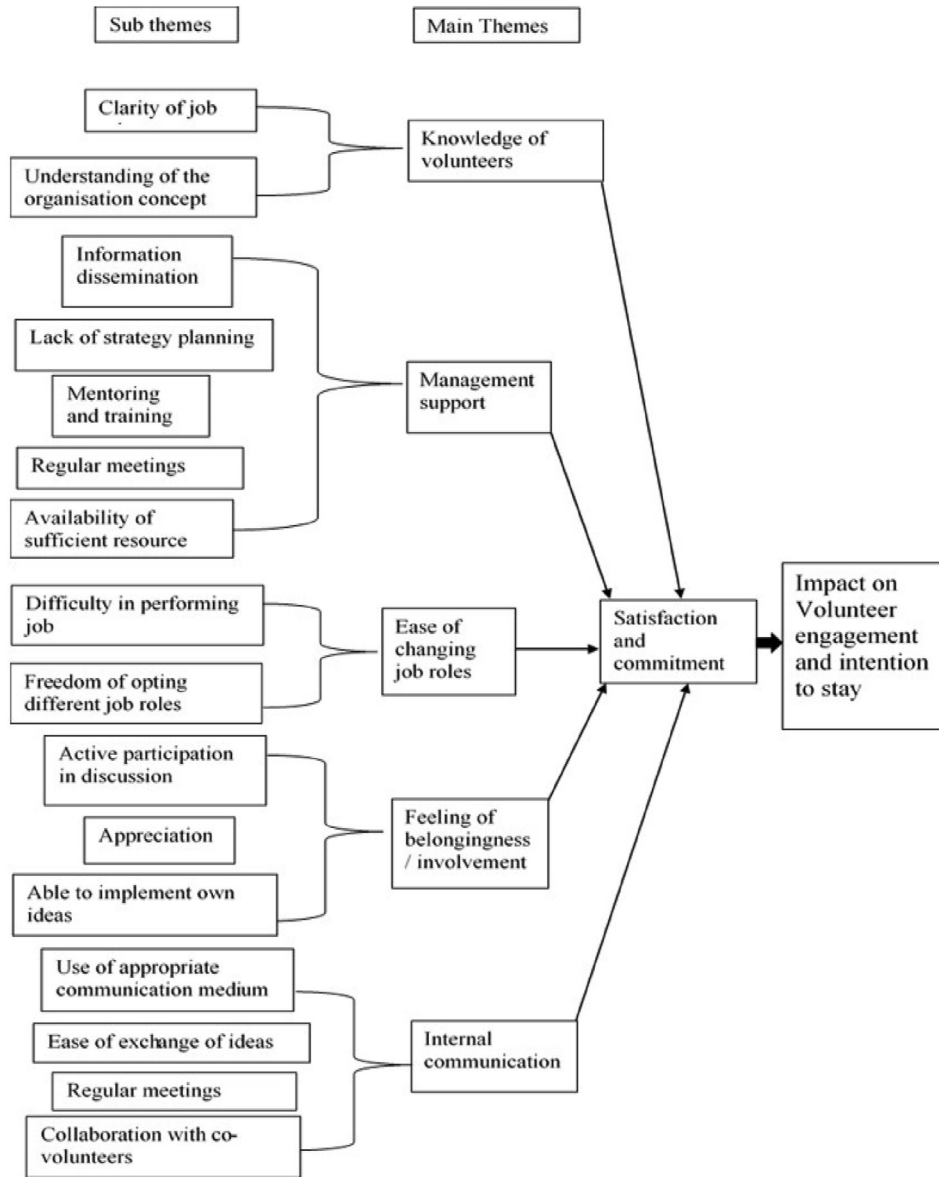 Sub themes
Main Themes
Clarity of job
Knowledge of
volunteers
Understanding of the
organisation concept
Information
dissemination
Lack of strategy planning
Mentoring
and training
Regular meetings
Availability of
sufficient resource
Management
support
Difficulty in performing
job
Freedom of opting
different job roles
Ease of
changing
job roles
Active participation
in discussion
Appreciation
Able to implement own
ideas
Feeling of
belongingness
/ involvement
Use of appropriate
communication medium
Ease of exchange of ideas
Regular meetings
Collaboration with co-
volunteers
Internal
communication
Satisfaction
and
commitment
Impact on
Volunteer
engagement
and intention
to stay